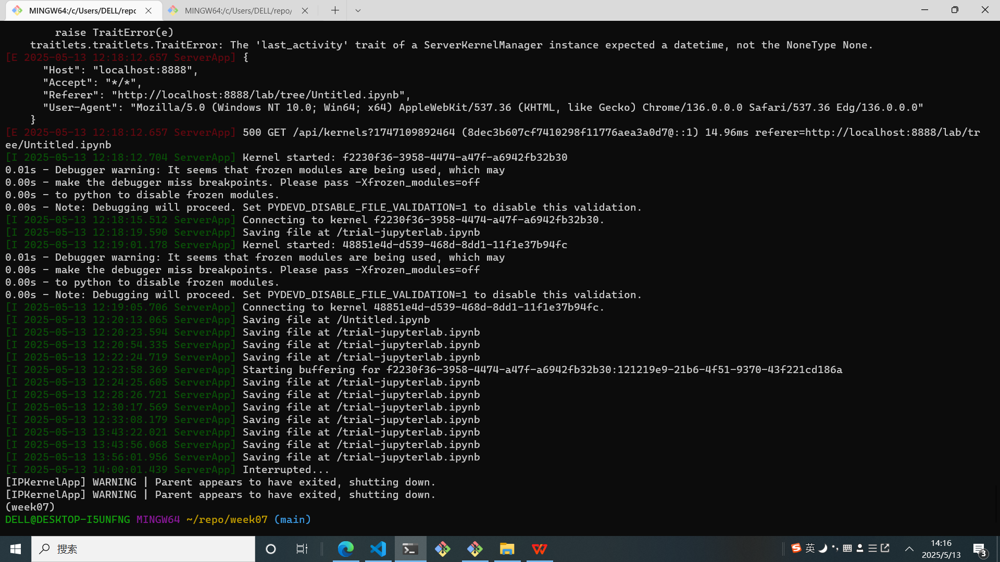 MINGW64:/c/Users/DELL/repo
MINGW64:/c/Users/DELL/repo/
raise TraitError(e)
traitlets.traitlets.TraitError: The 'last_activity' trait of a ServerKernelManager instance expected a datetime, not the NoneType None.
[E 2025-05-13 12:18:12.657 ServerApp] {
"Host": "localhost:8888",
"Accept": "*/*",
"Referer": "http://localhost:8888/lab/tree/Untitled.ipynb",
"User-Agent": "Mozilla/5.0 (Windows NT 10.0; Win64; x64) AppleWebKit/537.36 (KHTML, like Gecko) Chrome/136.0.0.0 Safari/537.36 Edg/136.0.0.0"
}
[E 2025-05-13 12:18:12.657 ServerApp] 500 GET /api/kernels?1747109892464 (8dec3b607cf7410298f11776aea3a0d7@::1) 14.96ms referer=http://localhost:8888/lab/tr
ee/Untitled.ipynb
[I 2025-05-13 12:18:12.704 ServerApp] Kernel started: f2230f36-3958-4474-a47f-a6942fb32b30
0.01s - Debugger warning: It seems that frozen modules are being used, which may
0.00s - make the debugger miss breakpoints. Please pass -Xfrozen_modules=off
0.00s - to python to disable frozen modules.
0.00s - Note: Debugging will proceed. Set PYDEVD_DISABLE_FILE_VALIDATION=1 to disable this validation.
[I 2025-05-13 12:18:15.512 ServerApp] Connecting to kernel f2230f36-3958-4474-a47f-a6942fb32b30.
[I 2025-05-13 12:18:19.590 ServerApp] Saving file at /trial-jupyterlab.ipynb
[I 2025-05-13 12:19:01.178 ServerApp] Kernel started: 48851e4d-d539-468d-8dd1-11f1e37b94fc
0.01s - Debugger warning: It seems that frozen modules are being used, which may
0.00s - make the debugger miss breakpoints. Please pass -Xfrozen_modules=off
0.00s - to python to disable frozen modules.
0.00s - Note: Debugging will proceed. Set PYDEVD_DISABLE_FILE_VALIDATION=1 to disable this validation.
[I 2025-05-13 12:19:05.706 ServerApp] Connecting to kernel 48851e4d-d539-468d-8dd1-11f1e37b94fc.
[I 2025-05-13 12:20:13.065 ServerApp] Saving file at /Untitled.ipynb
[I 2025-05-13 12:20:23.594 ServerApp] Saving file at /trial-jupyterlab.ipynb
[I 2025-05-13 12:20:54.335 ServerApp] Saving file at /trial-jupyterlab.ipynb
[I 2025-05-13 12:22:24.719 ServerApp] Saving file at /trial-jupyterlab.ipynb
[I 2025-05-13 12:23:58.369 ServerApp] Starting buffering for f2230f36-3958-4474-a47f-a6942fb32b30:121219e9-21b6-4f51-9370-43f221cd186a
[I 2025-05-13 12:24:25.605 ServerApp] Saving file at /trial-jupyterlab.ipynb
[I 2025-05-13 12:28:26.721 ServerApp] Saving file at /trial-jupyterlab.ipynb
[I 2025-05-13 12:30:17.569 ServerApp] Saving file at /trial-jupyterlab.ipynb
[I 2025-05-13 12:33:08.179 ServerApp] Saving file at /trial-jupyterlab.ipynb
[I 2025-05-13 13:43:22.021 ServerApp] Saving file at /trial-jupyterlab.ipynb
[I 2025-05-13 13:43:56.068 ServerApp] Saving file at /trial-jupyterlab.ipynb
[I 2025-05-13 13:56:01.956 ServerApp] Saving file at /trial-jupyterlab.ipynb
[I 2025-05-13 14:00:01.439 ServerApp] Interrupted...
[IPKernelApp] WARNING | Parent appears to have exited, shutting down.
[IPKernelApp] WARNING | Parent appears to have exited, shutting down.
(week07)
DELL@DESKTOP-I5UNFNG MINGW64 ~/repo/week07 (main)
搜索
英
14:16
2025/5/13
3